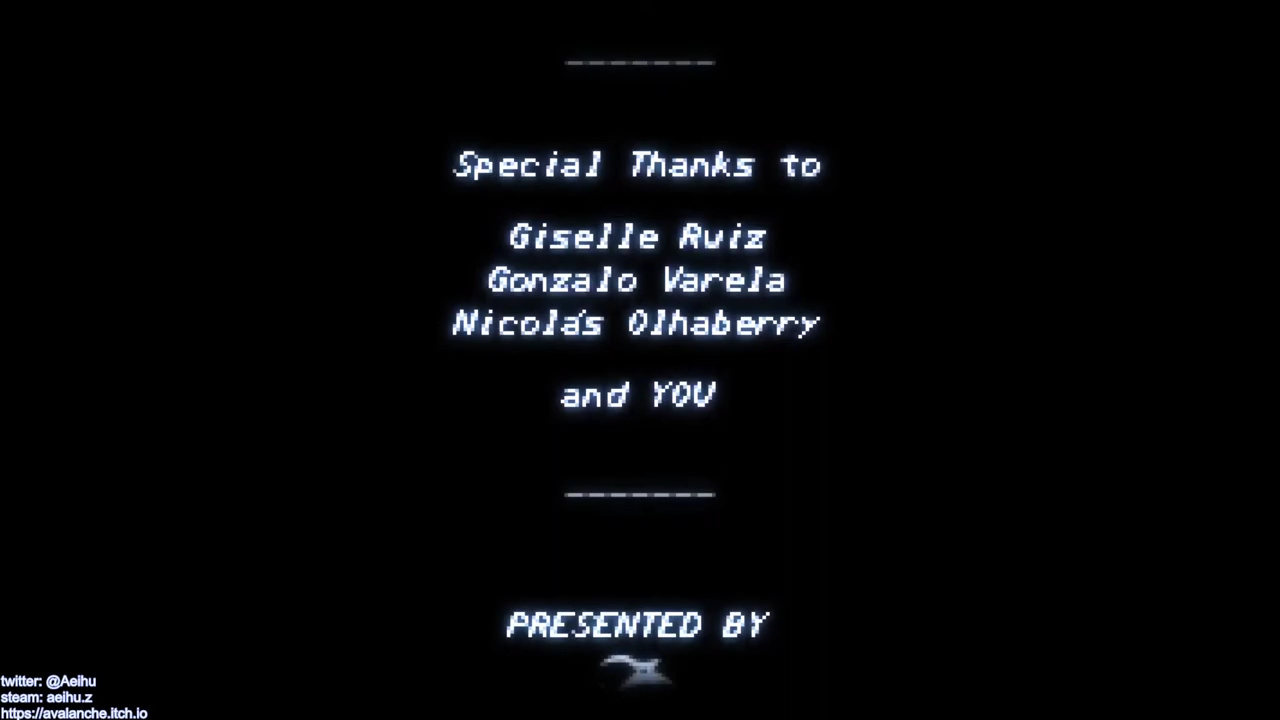 -------
Special Thanks to
Giselle Ruiz
Gonzalo Varela
Nicolás Olhaberry
and YOU
-------
PRESENTED BY
twitter: @Aeihu
steam: aeihu.z
https://avalanche.itch.io